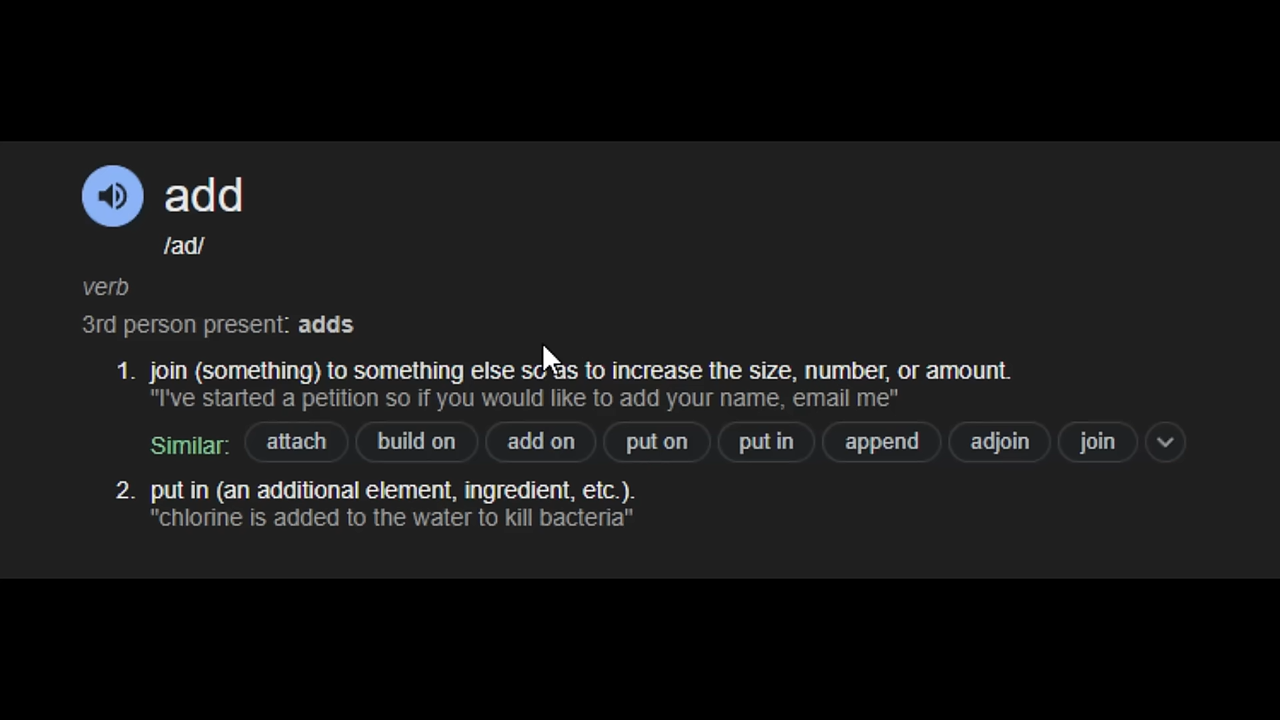 add
/ad/
verb
3rd person present: adds
1. join (something) to something else so as to increase the size, number, or amount.
"I've started a petition so if you would like to add your name, email me"
Similar: attach build on add on put on put in append adjoin join
2. put in (an additional element, ingredient, etc.).
"chlorine is added to the water to kill bacteria"